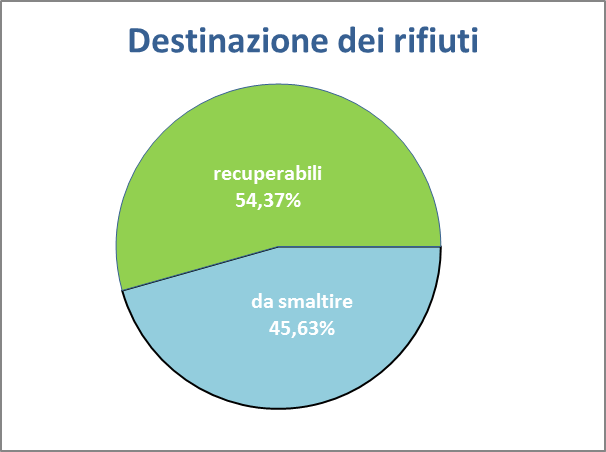 Destinazione dei rifiuti
recuperabili
54,37%
da smaltire
45,63%